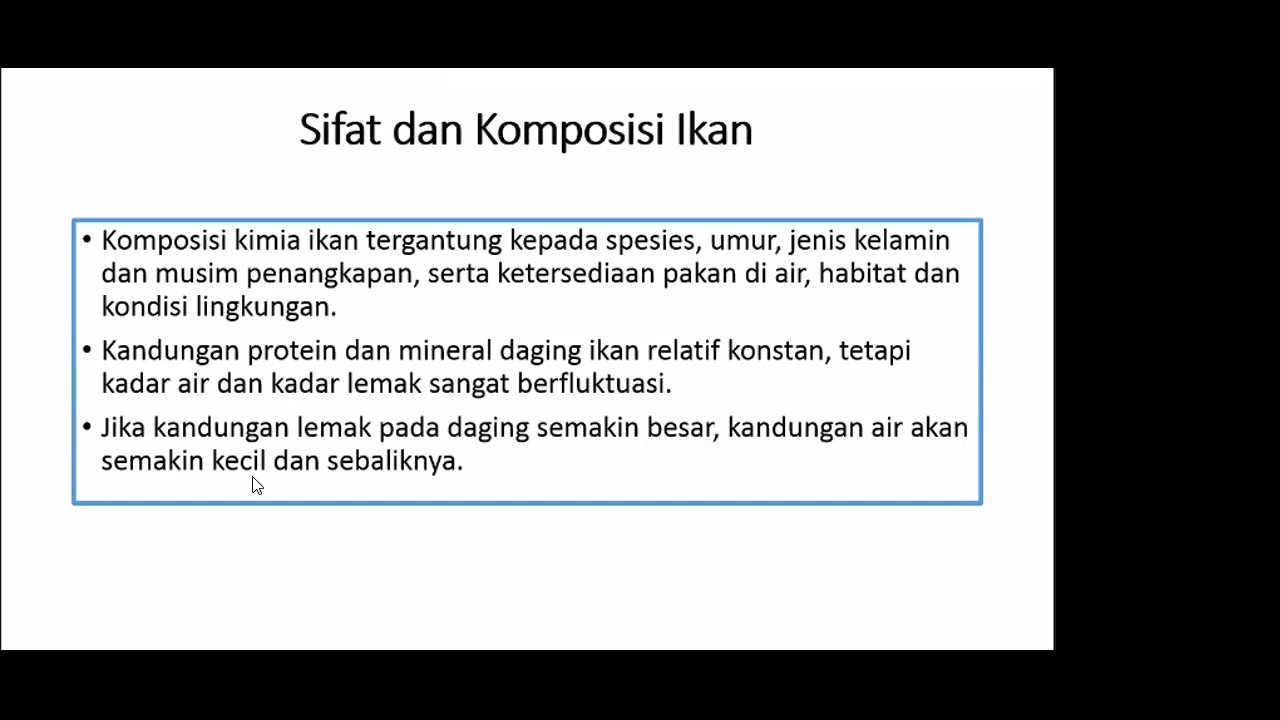 Sifat dan Komposisi Ikan
• Komposisi kimia ikan tergantung kepada spesies, umur, jenis kelamin
dan musim penangkapan, serta ketersediaan pakan di air, habitat dan
kondisi lingkungan.
• Kandungan protein dan mineral daging ikan relatif konstan, tetapi
kadar air dan kadar lemak sangat berfluktuasi.
• Jika kandungan lemak pada daging semakin besar, kandungan air akan
semakin kecil dan sebaliknya.